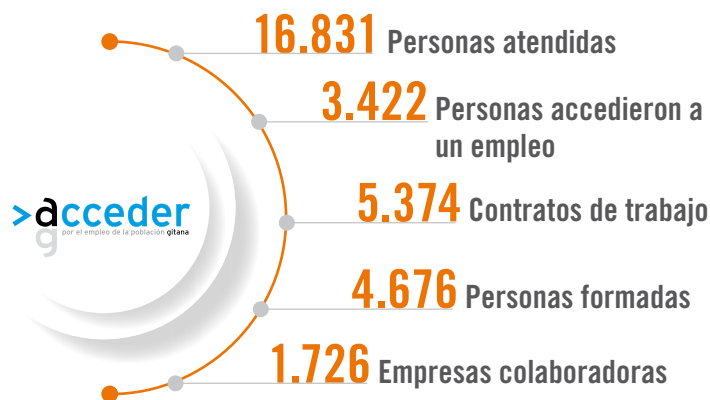 16.831 Personas atendidas
3.422 Personas accedieron a
un empleo
>acceder
por el empleo de la población gitana
5.374 Contratos de trabajo
4.676 Personas formadas
1.726 Empresas colaboradoras